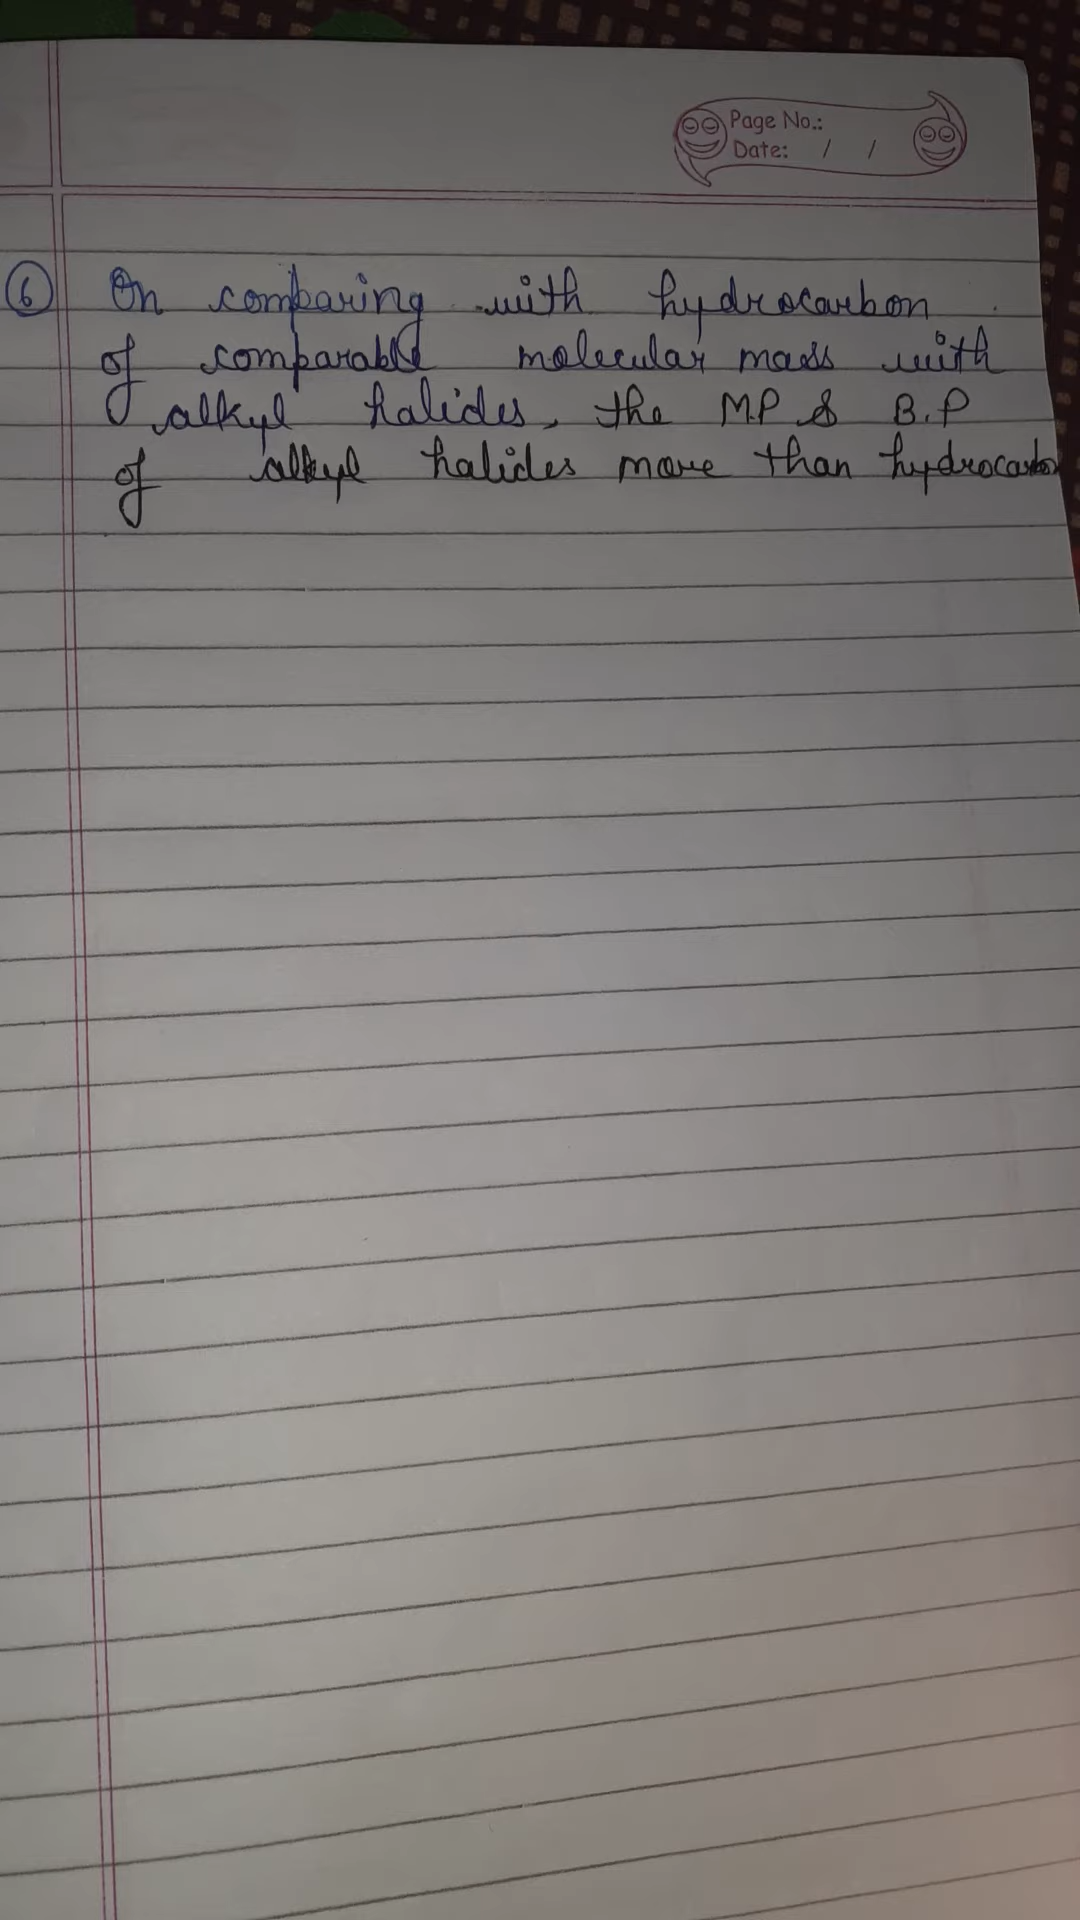 Page No.:
Date: / /
6 On comparing with hydrocarbon
of comparable molecular mass with
alkyl halides, the M.P & B.P
of alkyl halides more than hydrocarbon